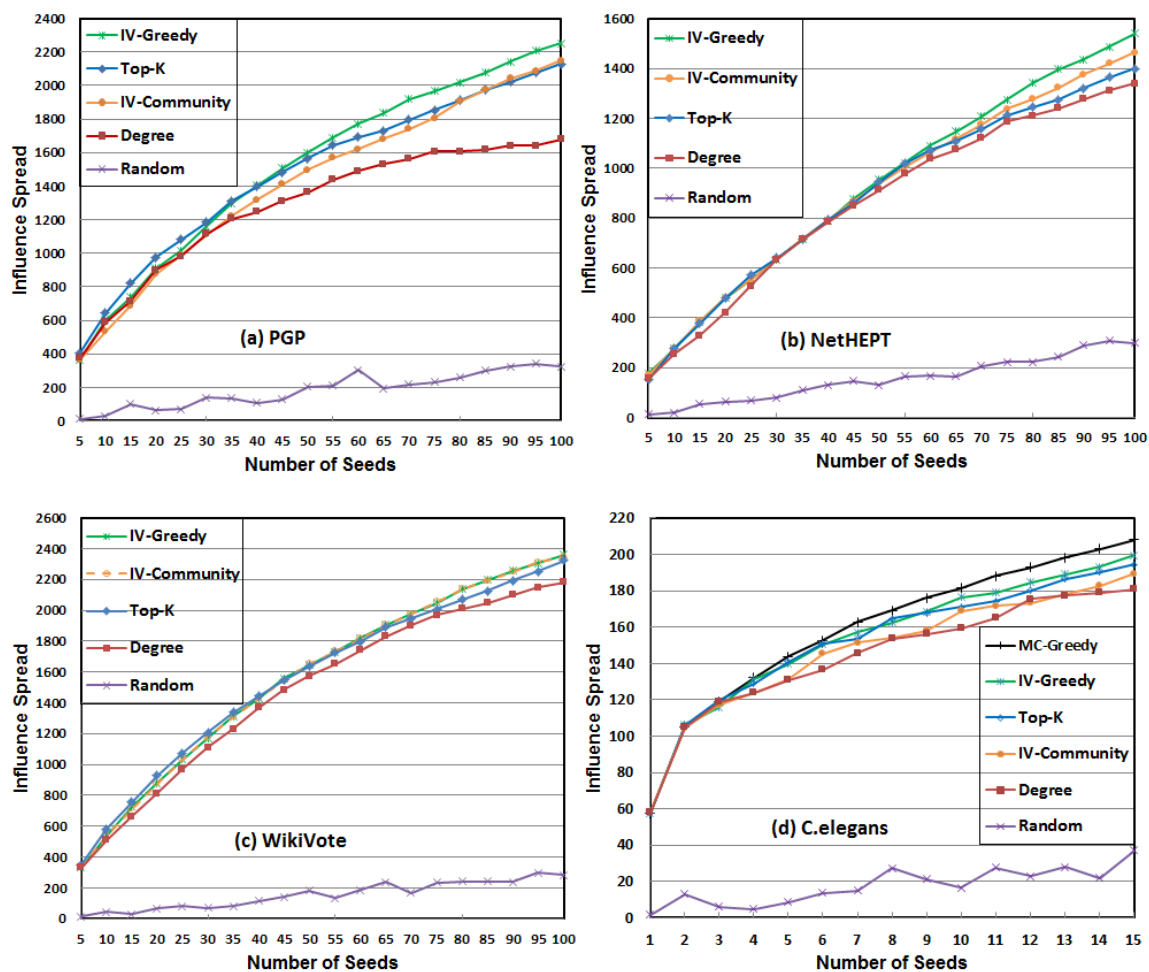 2400
2200
2000
1800
1600
1400
1200
1000
800
600
400
200
0
Influence Spread
IV-Greedy
Top-K
IV-Community
Degree
Random
(a) PGP
5 10 15 20 25 30 35 40 45 50 55 60 65 70 75 80 85 90 95 100
Number of Seeds
1600
1400
1200
1000
800
600
400
200
0
Influence Spread
IV-Greedy
IV-Community
Top-K
Degree
Random
(b) NetHEPT
5 10 15 20 25 30 35 40 45 50 55 60 65 70 75 80 85 90 95 100
Number of Seeds
2600
2400
2200
2000
1800
1600
1400
1200
1000
800
600
400
200
0
Influence Spread
IV-Greedy
IV-Community
Top-K
Degree
Random
(c) WikiVote
5 10 15 20 25 30 35 40 45 50 55 60 65 70 75 80 85 90 95 100
Number of Seeds
220
200
180
160
140
120
100
80
60
40
20
0
Influence Spread
MC-Greedy
IV-Greedy
Top-K
IV-Community
Degree
Random
(d) C.elegans
1 2 3 4 5 6 7 8 9 10 11 12 13 14 15
Number of Seeds